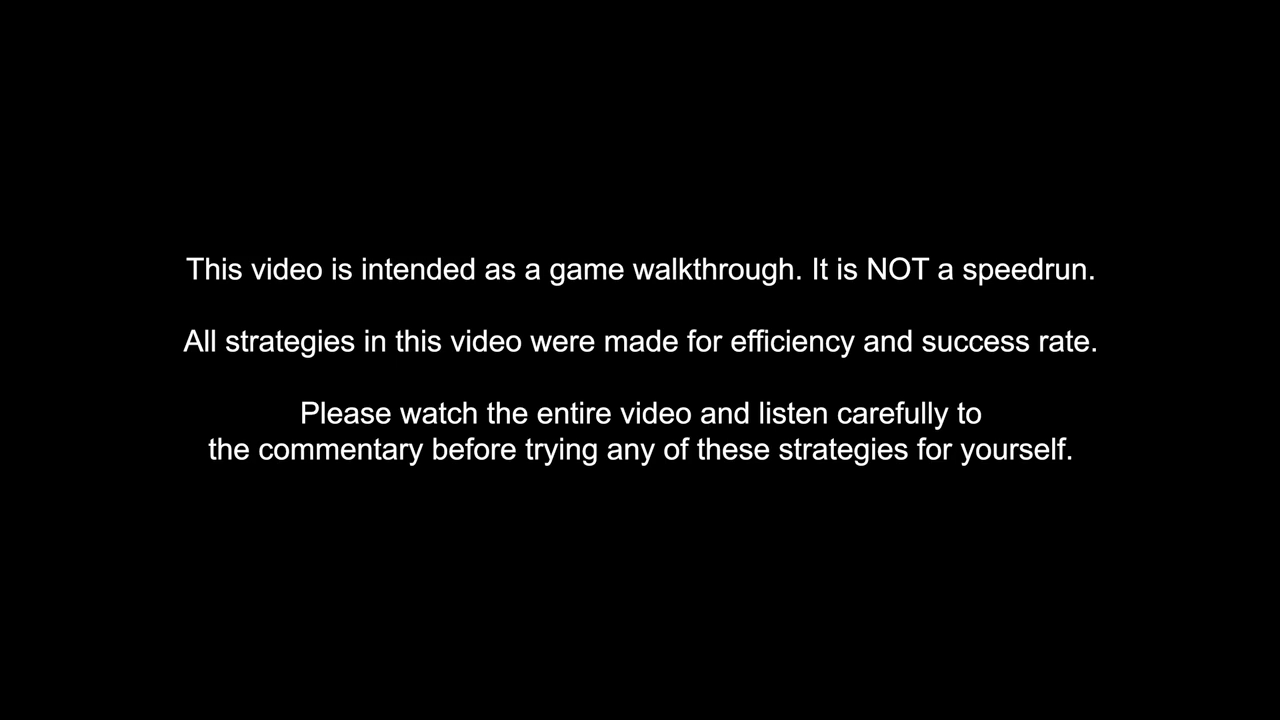 This video is intended as a game walkthrough. It is NOT a speedrun.
All strategies in this video were made for efficiency and success rate.
Please watch the entire video and listen carefully to
the commentary before trying any of these strategies for yourself.